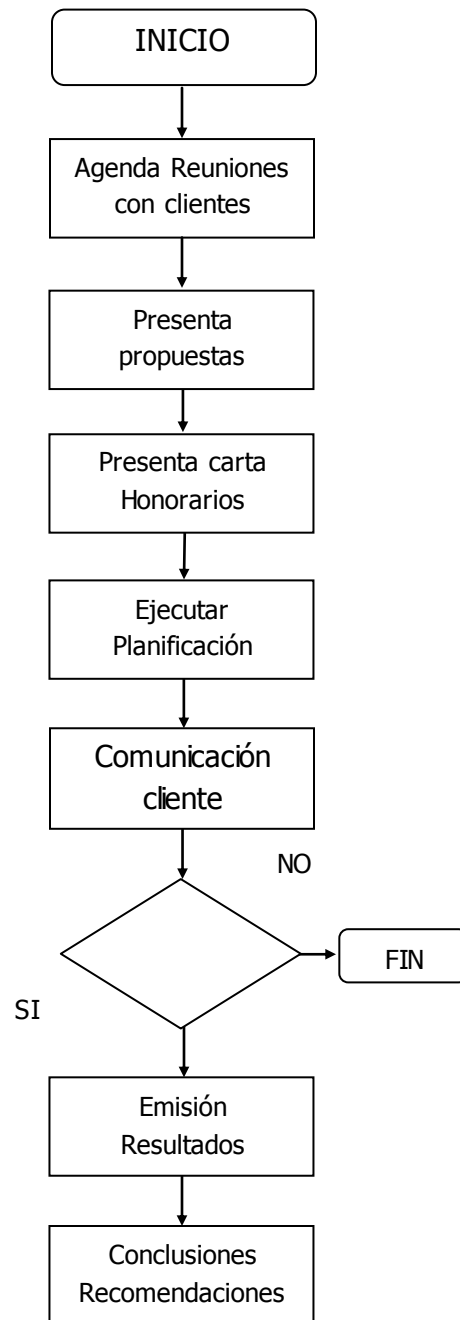 INICIO
Agenda Reuniones
con clientes
Presenta
propuestas
Presenta carta
Honorarios
Ejecutar
Planificación
Comunicación
cliente
NO
FIN
SI
Emisión
Resultados
Conclusiones
Recomendaciones